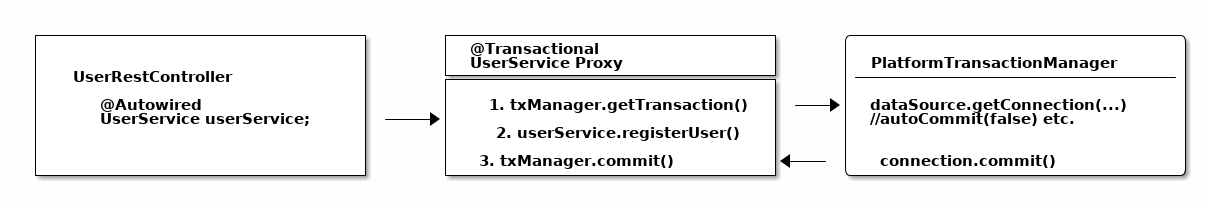 UserRestController
@Autowired
UserService userService;
@Transactional
UserService Proxy
1. txManager.getTransaction()
2. userService.registerUser()
3. txManager.commit()
PlatformTransactionManager
dataSource.getConnection(...)
//autoCommit(false) etc.
connection.commit()